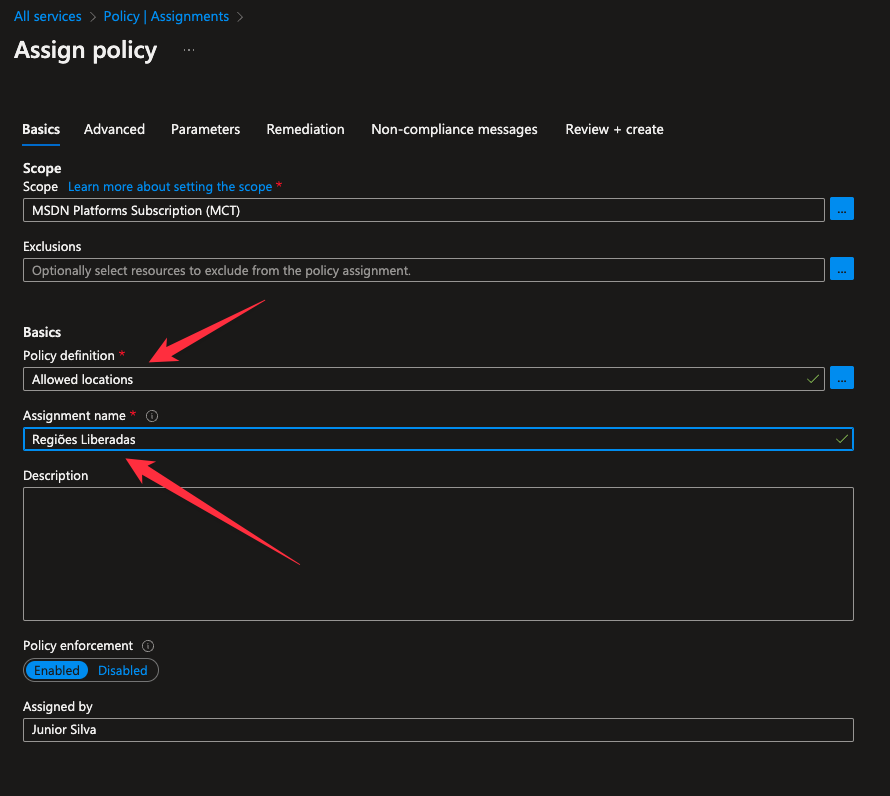 All services > Policy | Assignments >
Assign policy ...
Basics Advanced Parameters Remediation Non-compliance messages Review + create
Scope
Scope Learn more about setting the scope *
MSDN Platforms Subscription (MCT) ...
Exclusions
Optionally select resources to exclude from the policy assignment. ...
Basics
Policy definition *
Allowed locations ...
Assignment name *
Regiões Liberadas
Description
Policy enforcement
Enabled Disabled
Assigned by
Junior Silva